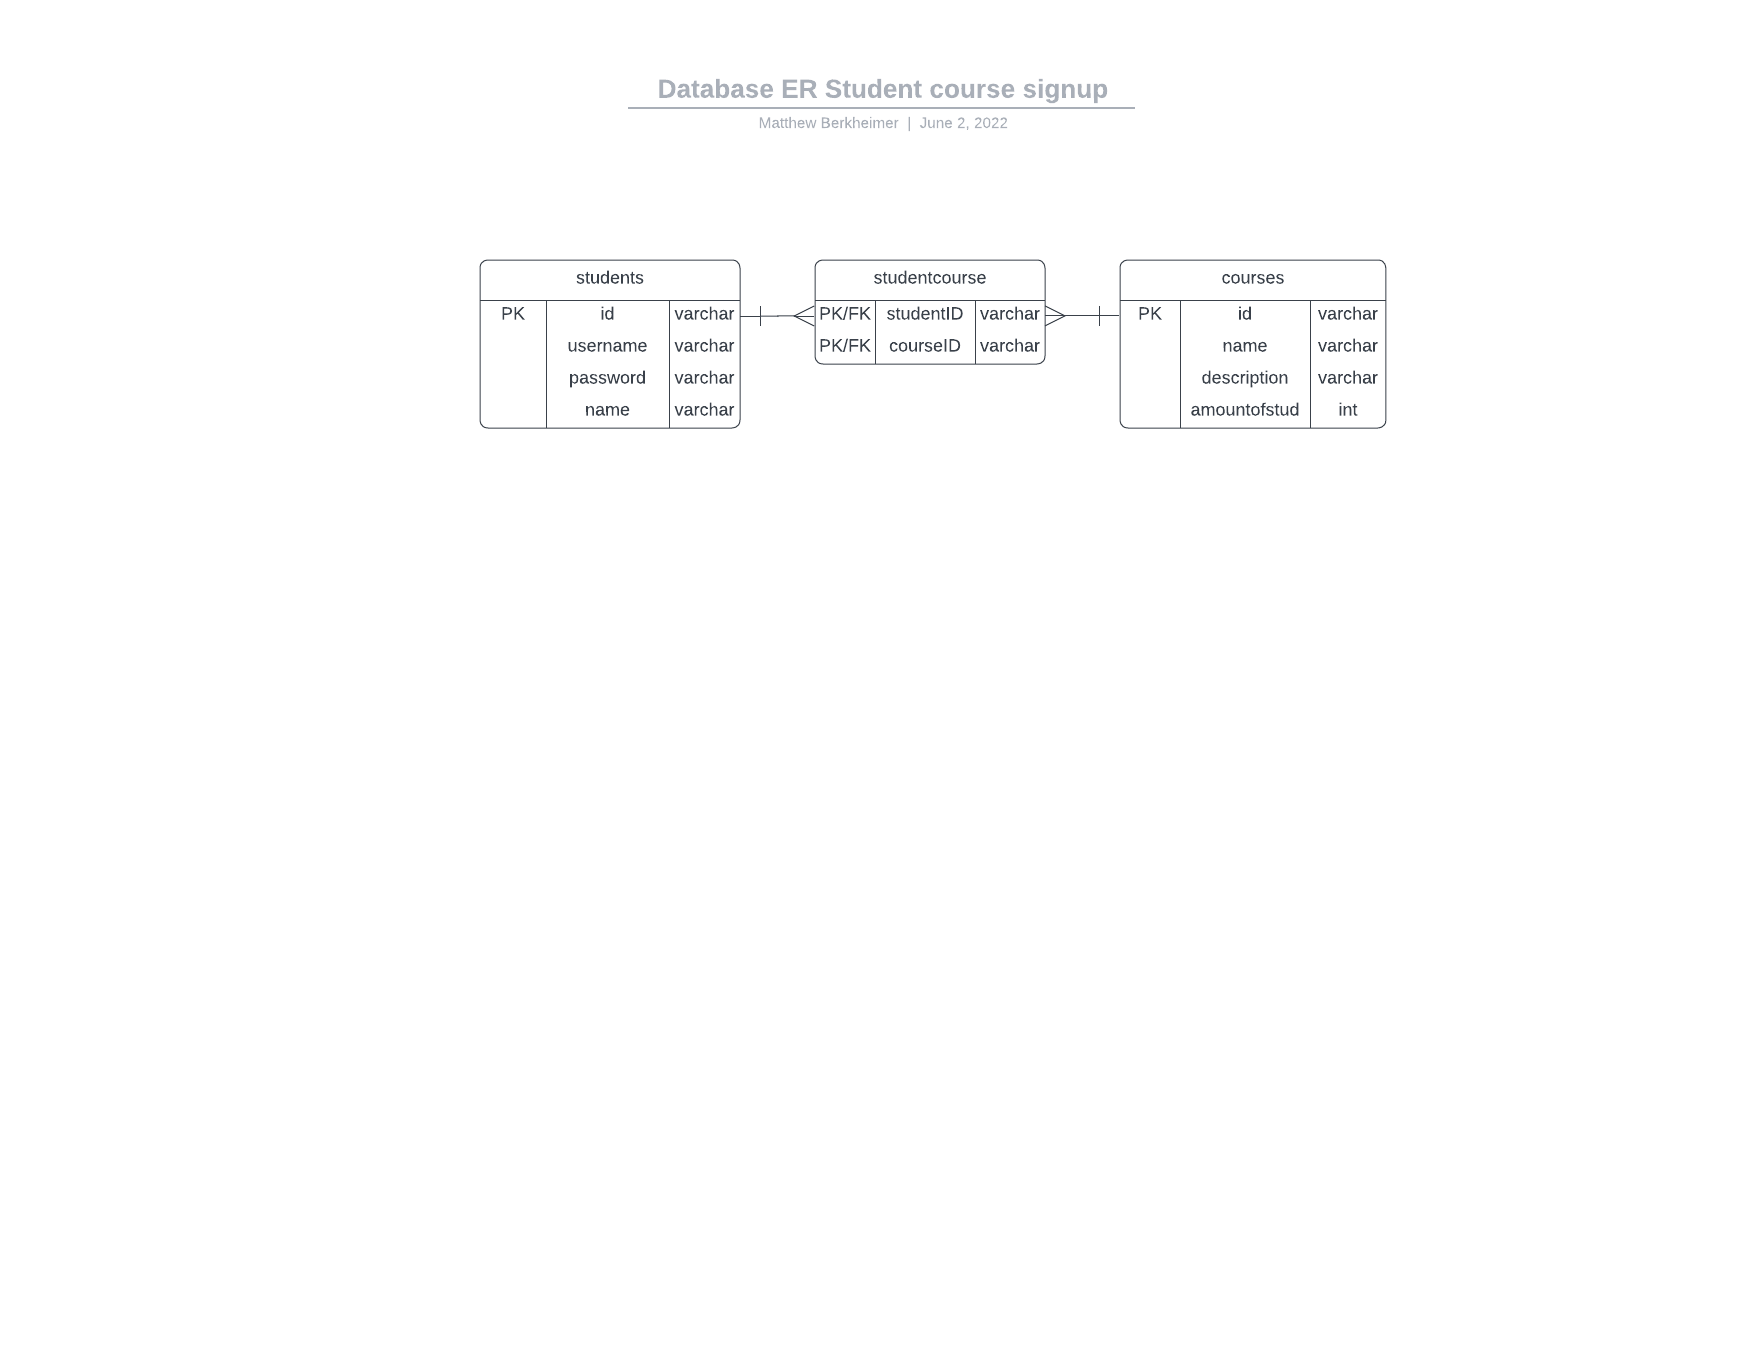 Database ER Student course signup
Matthew Berkheimer | June 2, 2022
students
PK id varchar
username varchar
password varchar
name varchar
studentcourse
PK/FK studentID varchar
PK/FK courseID varchar
courses
PK id varchar
name varchar
description varchar
amountofstud int